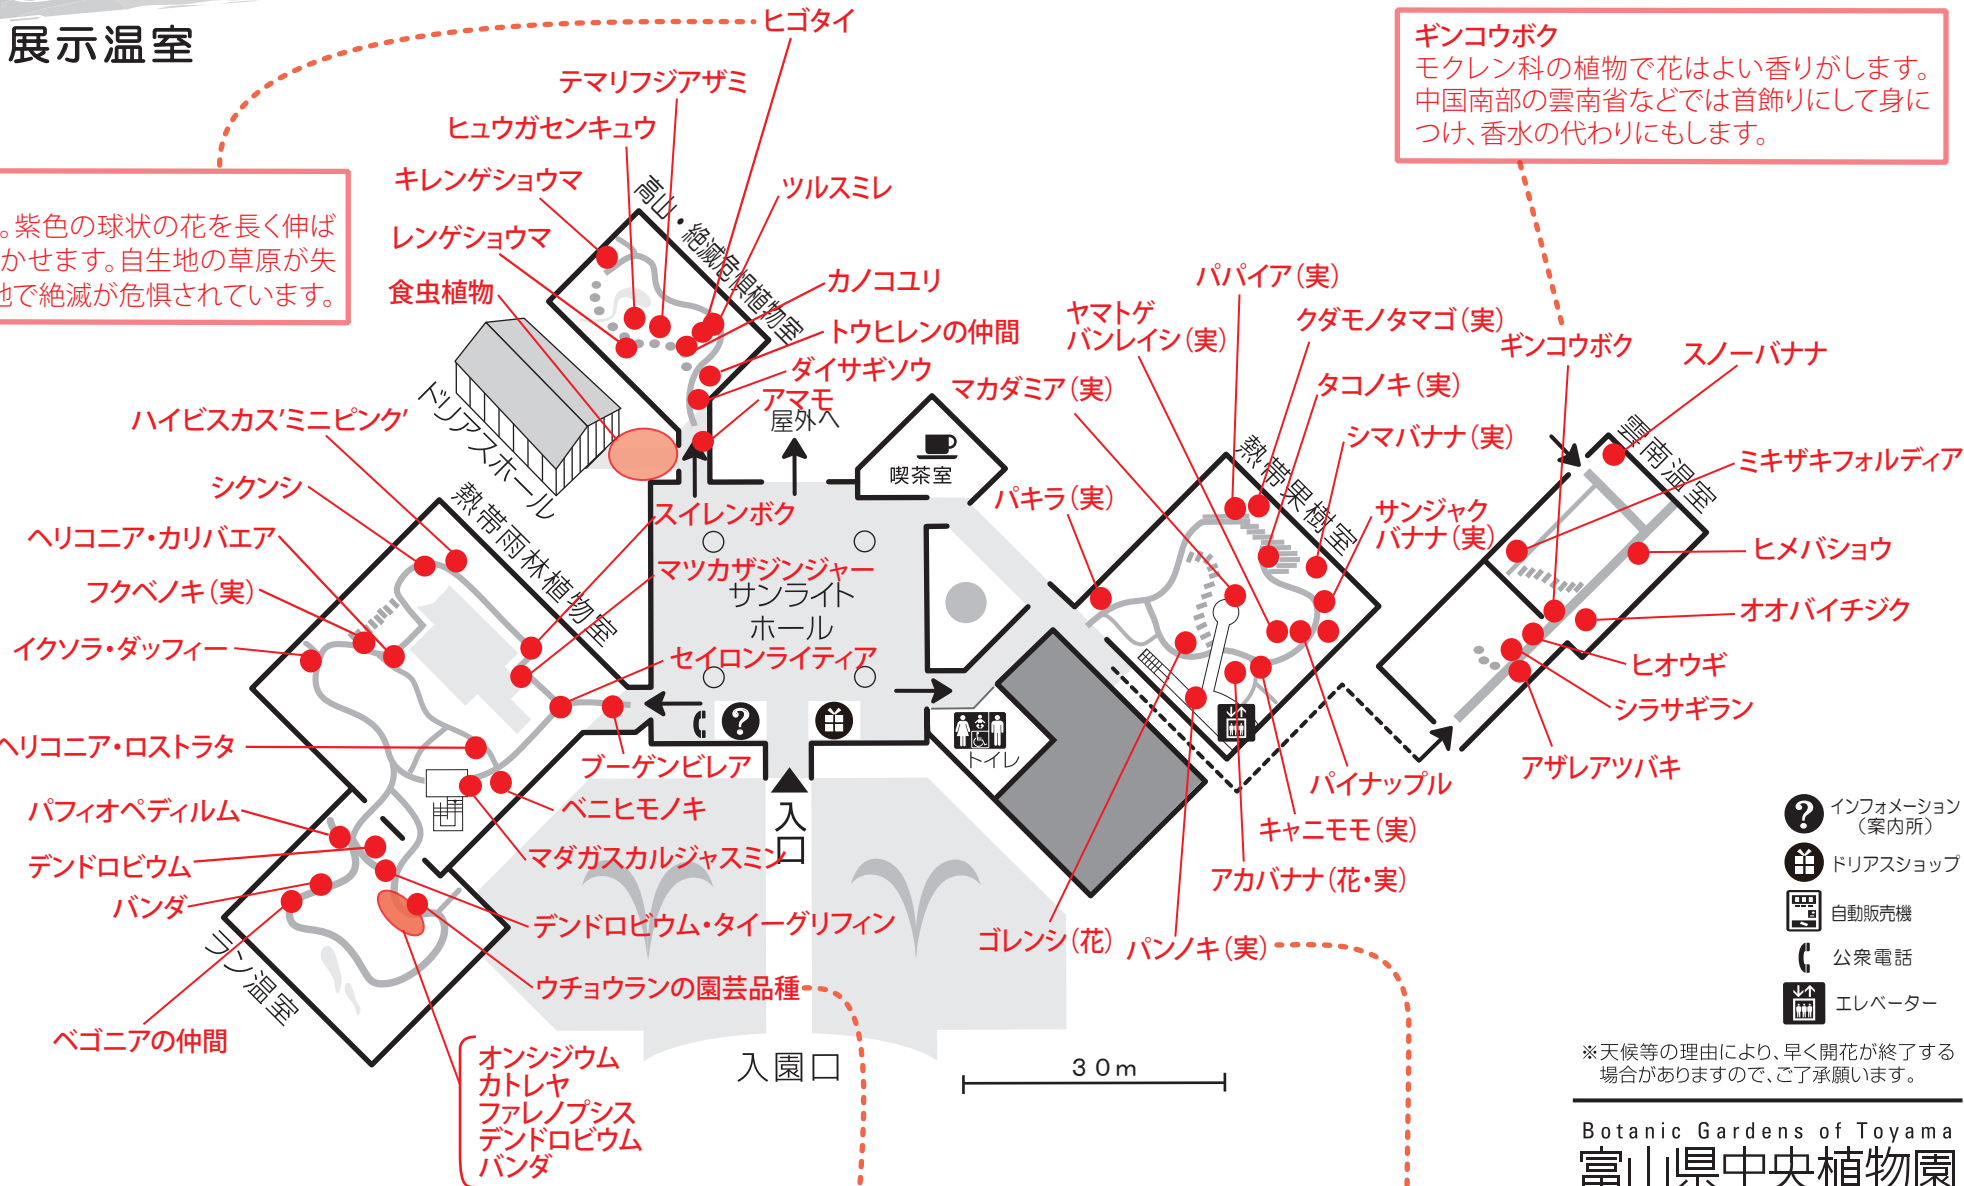 展示温室
ヒゴタイ
ギンコウボク
モクレン科の植物で花はよい香りがします。
中国南部の雲南省などでは首飾りにして身に
つけ、香水の代わりにもします。
テマリフジアザミ
ヒュウガセンキュウ
キレンゲショウマ
レンゲショウマ
食虫植物
。紫色の球状の花を長く伸ば
かせます。自生地の草原が失
地で絶滅が危惧されています。
高山・絶滅危惧植物室
ツルスミレ
カノコユリ
トウヒレンの仲間
ダイサギソウ
アマモ
屋外へ
ドリアスホール
喫茶室
ハイビスカス’ミニピンク’
シクンシ
ヘリコニア・カリバエア
フクベノキ（実）
イクソラ・ダッフィー
ヘリコニア・ロストラタ
熱帯雨林植物室
スイレンボク
マツカザジンジャー
サンライト
ホール
セイロンライティア
ブーゲンビレア
ベニヒモノキ
マダガスカルジャスミン
パフィオペディルム
デンドロビウム
バンダ
ラン温室
ベゴニアの仲間
デンドロビウム・タイーグリフィン
ウチョウランの園芸品種
オンシジウム
カトレヤ
ファレノプシス
デンドロビウム
バンダ
入口
入園口
トイレ
30m
パパイア（実）
ヤマトゲ
バンレイシ（実）
クダモノタマゴ（実）
マカダミア（実）
タコノキ（実）
シマバナナ（実）
パキラ（実）
熱帯果樹室
サンジャク
バナナ（実）
パイナップル
キャニモモ（実）
アカバナナ（花・実）
ゴレンシ（花）
パンノキ（実）
ギンコウボク
スノーバナナ
雲南温室
ミキザキフォルディア
ヒメバショウ
オオバイチジク
ヒオウギ
シラサギラン
アザレアツバキ
インフォメーション
（案内所）
ドリアスショップ
自動販売機
公衆電話
エレベーター
※天候等の理由により、早く開花が終了する
場合がありますので、ご了承願います。
Botanic Gardens of Toyama
富山県中央植物園